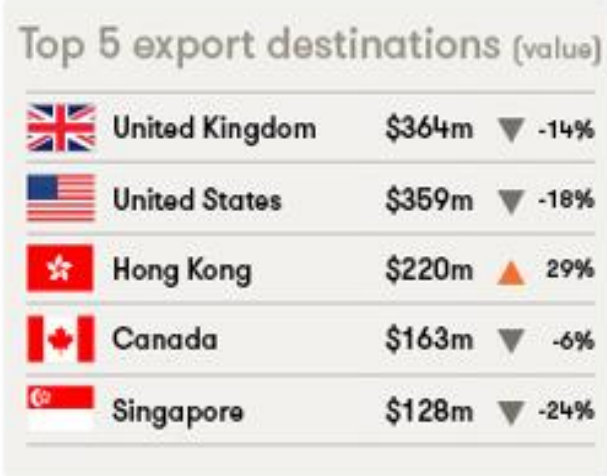 Top 5 export destinations (value)
United Kingdom $364m ▼ -14%
United States $359m ▼ -18%
Hong Kong $220m ▲ 29%
Canada $163m ▼ -6%
Singapore $128m ▼ -24%